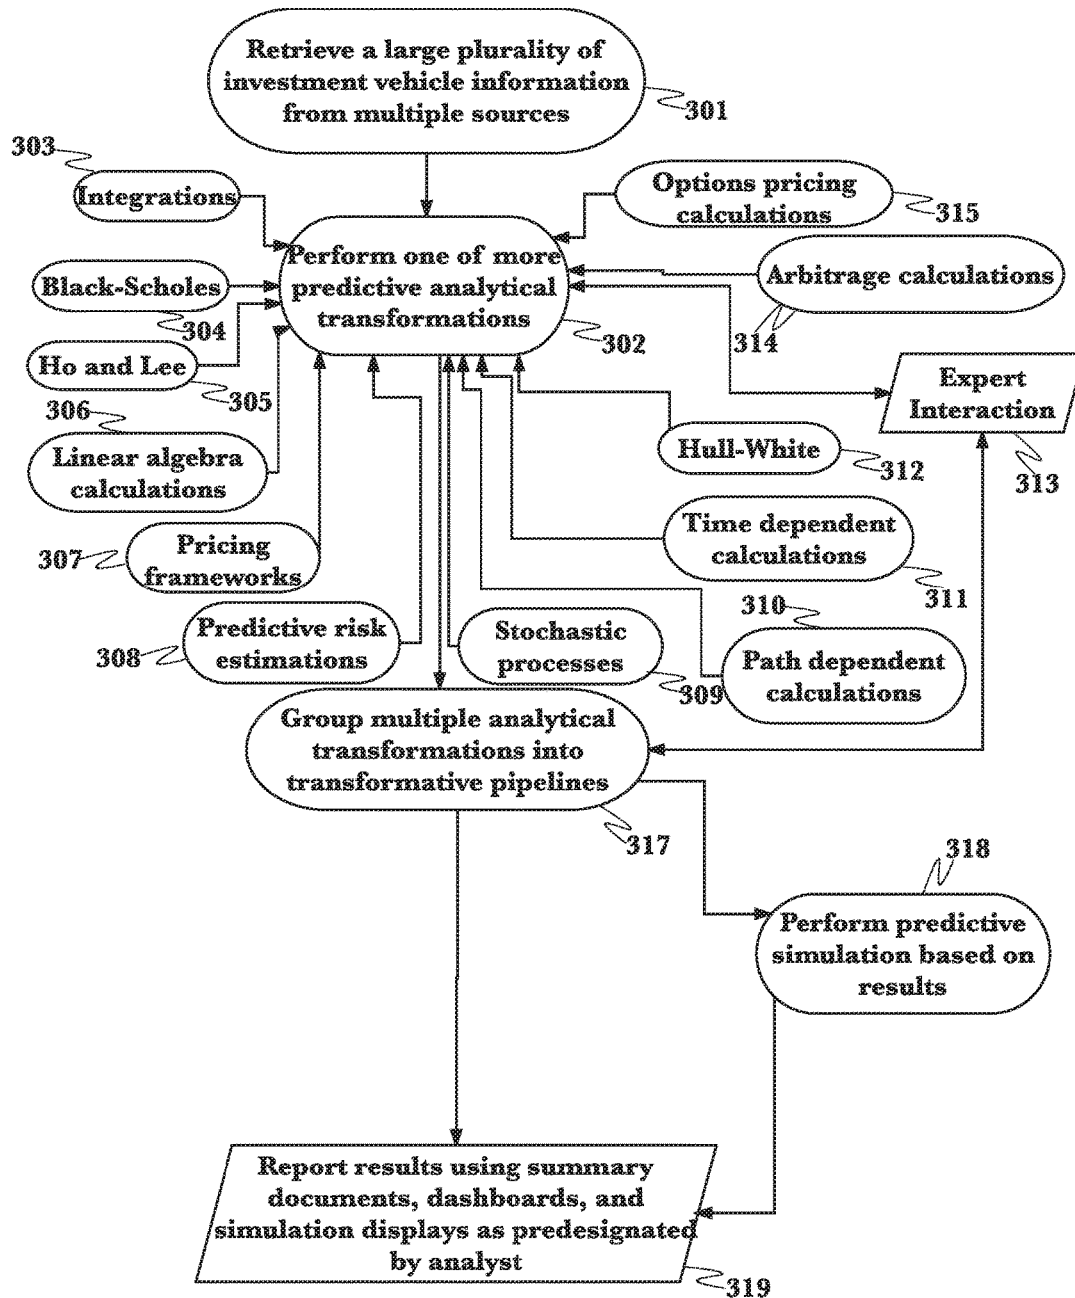 Retrieve a large plurality of
investment vehicle information
from multiple sources
301
303
Integrations
Options pricing
calculations
315
Perform one of more
predictive analytical
transformations
302
Black-Scholes
304
Arbitrage calculations
314
Ho and Lee
305
Expert
Interaction
313
306
Linear algebra
calculations
Hull-White
312
307
Pricing
frameworks
Time dependent
calculations
311
308
Predictive risk
estimations
Stochastic
processes
309
310
Path dependent
calculations
Group multiple analytical
transformations into
transformative pipelines
317
318
Perform predictive
simulation based on
results
Report results using summary
documents, dashboards, and
simulation displays as predesignated
by analyst
319